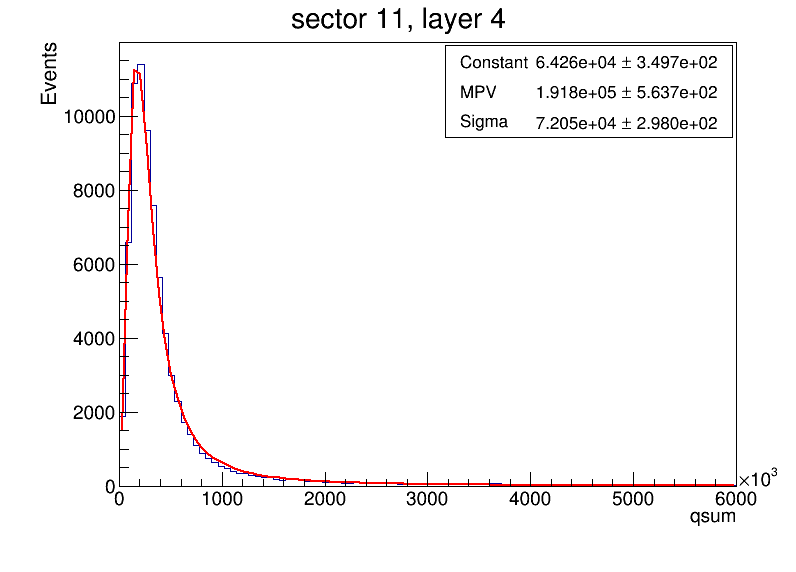 sector 11, layer 4
Events
Constant 6.426e+04 ± 3.497e+02
MPV 1.918e+05 ± 5.637e+02
Sigma 7.205e+04 ± 2.980e+02
10000
8000
6000
4000
2000
0
0 1000 2000 3000 4000 5000 6000
×10³
qsum